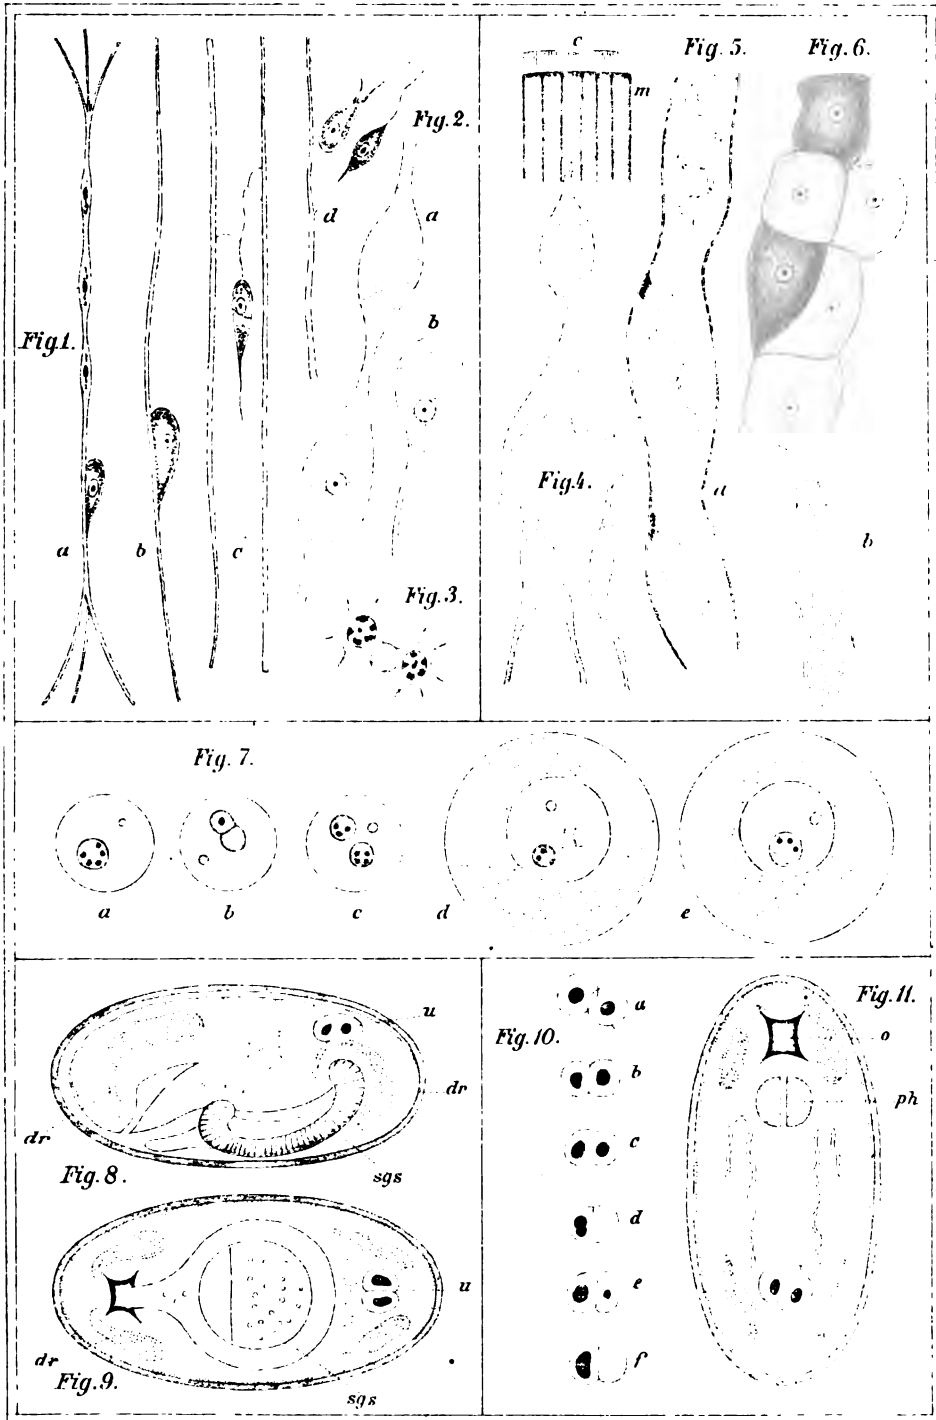 Fig. 1.
a
b
c
d
Fig. 2.
a
b
Fig. 3.
c
m
Fig. 4.
Fig. 5.
a
b
Fig. 6.
Fig. 7.
a
b
c
d
e
u
dr
dr
Fig. 8.
sgs
u
dr
Fig. 9.
sgs
Fig. 10.
a
b
c
d
e
f
Fig. 11.
o
ph